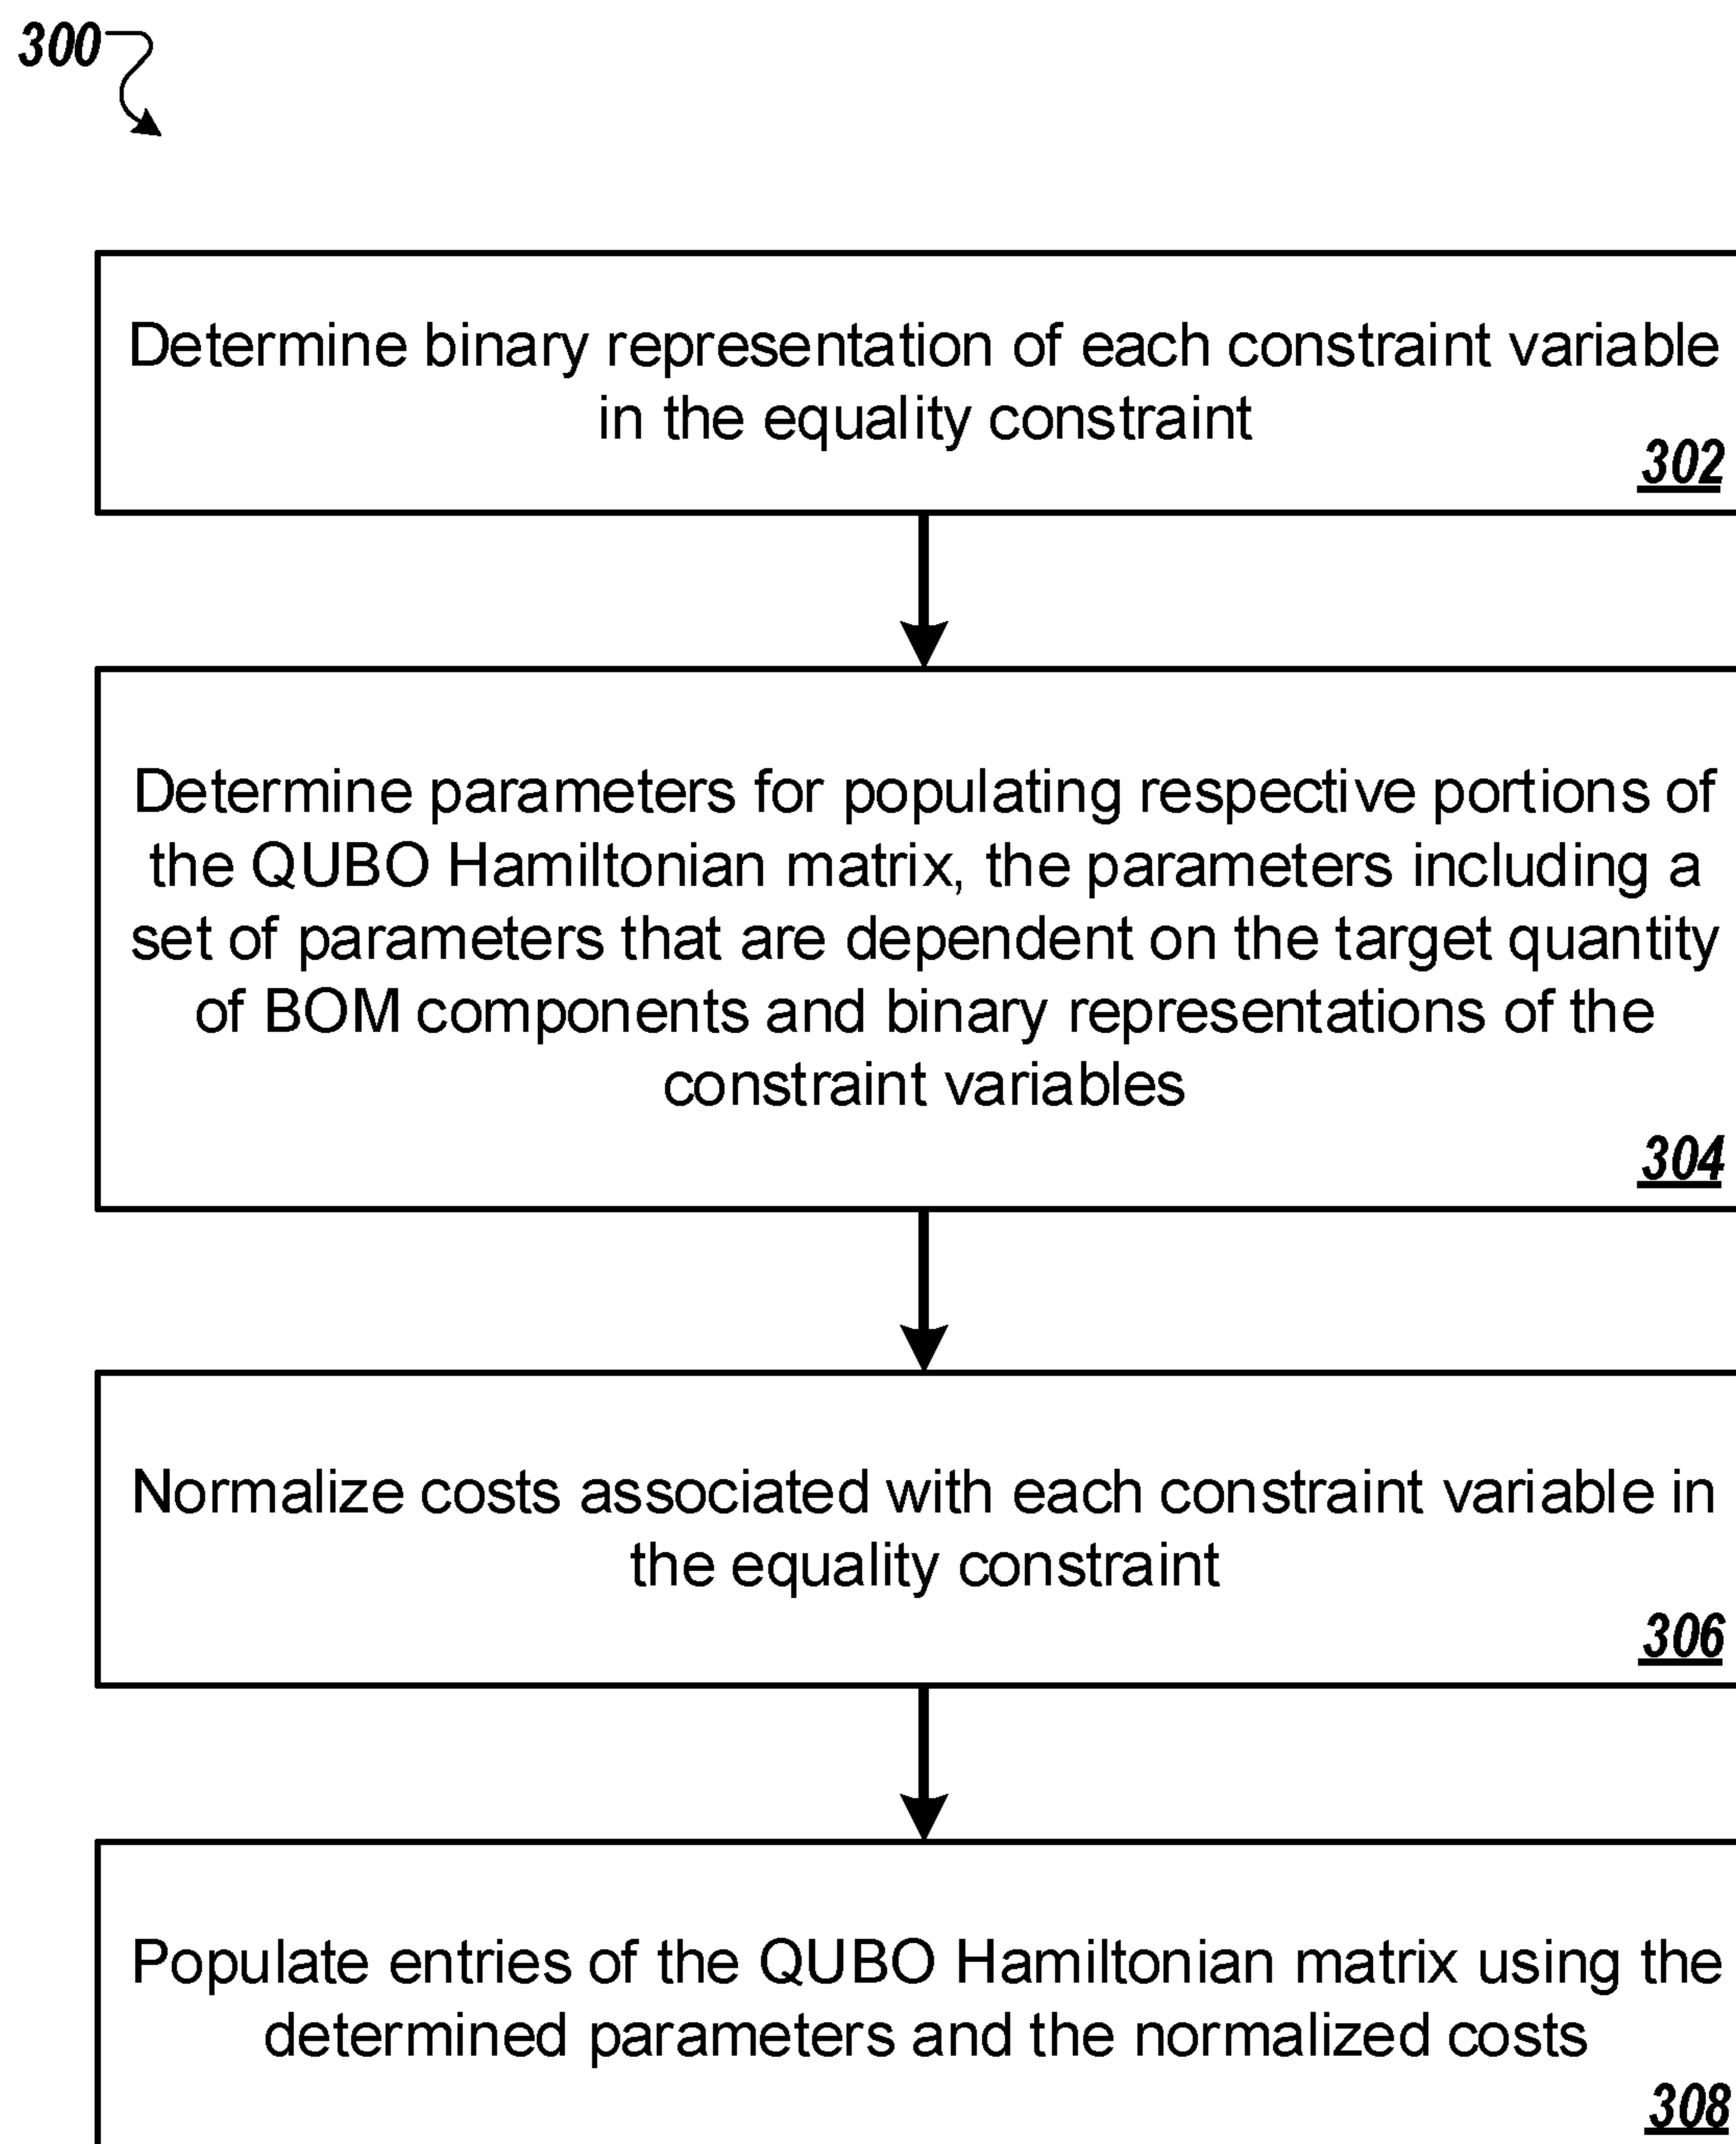 300
Determine binary representation of each constraint variable
in the equality constraint
302
Determine parameters for populating respective portions of
the QUBO Hamiltonian matrix, the parameters including a
set of parameters that are dependent on the target quantity
of BOM components and binary representations of the
constraint variables
304
Normalize costs associated with each constraint variable in
the equality constraint
306
Populate entries of the QUBO Hamiltonian matrix using the
determined parameters and the normalized costs
308